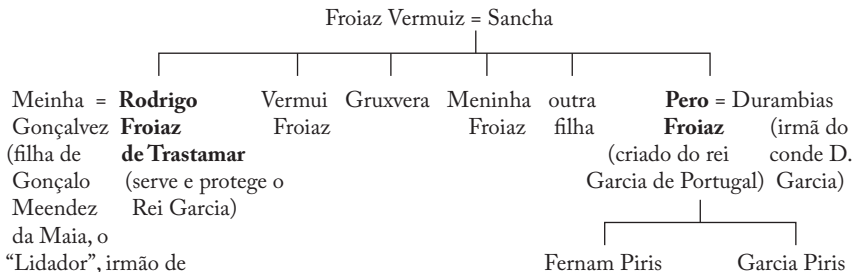 Froiaz Vermuiz = Sancha
Meinha = Rodrigo Vermui Gruxvera Meninha outra Pero = Durambias
Gonçalvez Froiaz Froiaz Froiaz filha Froiaz (irmã do
(filha de de Trastamar (criado do rei conde D.
Gonçalo (serve e protege o Garcia de Portugal) Garcia)
Meendez Rei Garcia)
da Maia, o
"Lidador", irmão de Fernam Piris Garcia Piris